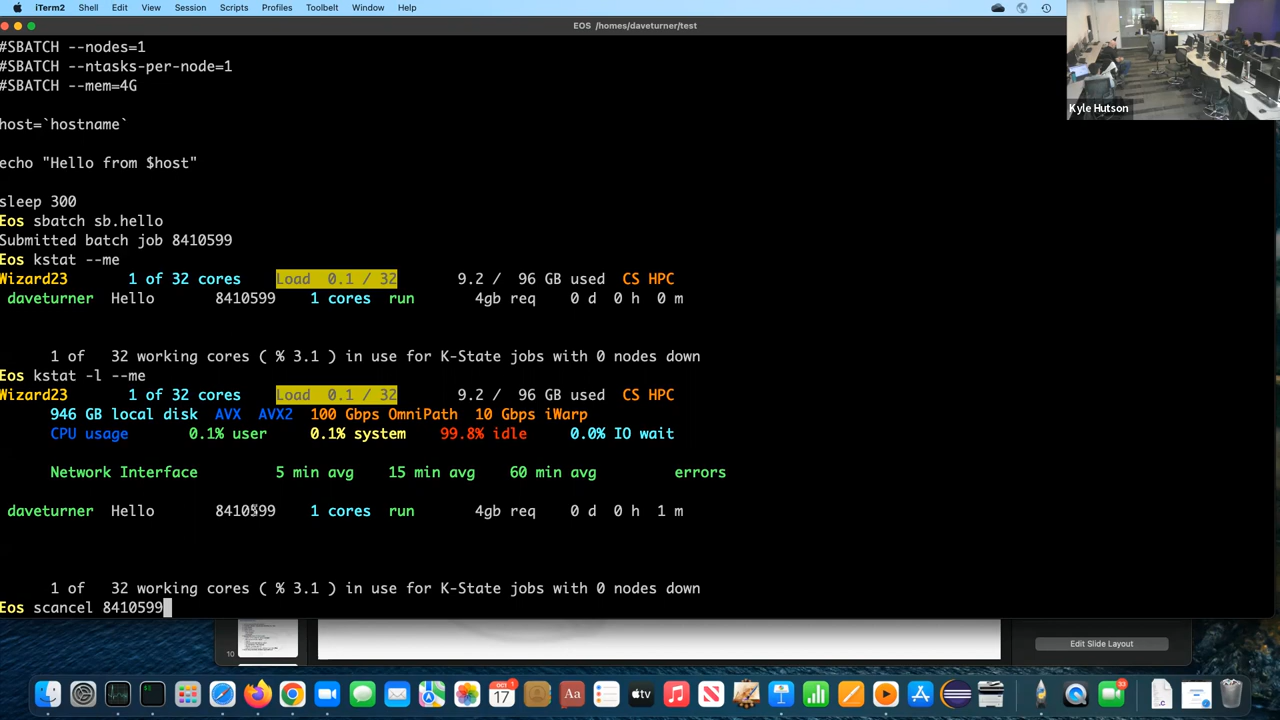 iTerm2 Shell Edit View Session Scripts Profiles Toolbelt Window Help
EOS /homes/daveturner/test
#SBATCH --nodes=1
#SBATCH --ntasks-per-node=1
#SBATCH --mem=4G
host=`hostname`
echo "Hello from $host"
sleep 300
Eos sbatch sb.hello
Submitted batch job 8410599
Eos kstat --me
Wizard23 1 of 32 cores Load 0.1 / 32 9.2 / 96 GB used CS HPC
daveturner Hello 8410599 1 cores run 4gb req 0 d 0 h 0 m
1 of 32 working cores ( % 3.1 ) in use for K-State jobs with 0 nodes down
Eos kstat -l --me
Wizard23 1 of 32 cores Load 0.1 / 32 9.2 / 96 GB used CS HPC
946 GB local disk AVX AVX2 100 Gbps OmniPath 10 Gbps iWarp
CPU usage 0.1% user 0.1% system 99.8% idle 0.0% IO wait
Network Interface 5 min avg 15 min avg 60 min avg errors
daveturner Hello 8410599 1 cores run 4gb req 0 d 0 h 1 m
1 of 32 working cores ( % 3.1 ) in use for K-State jobs with 0 nodes down
Eos scancel 8410599
Kyle Hutson
10
Edit Slide Layout
OCT
17
1
Aa
tv
33